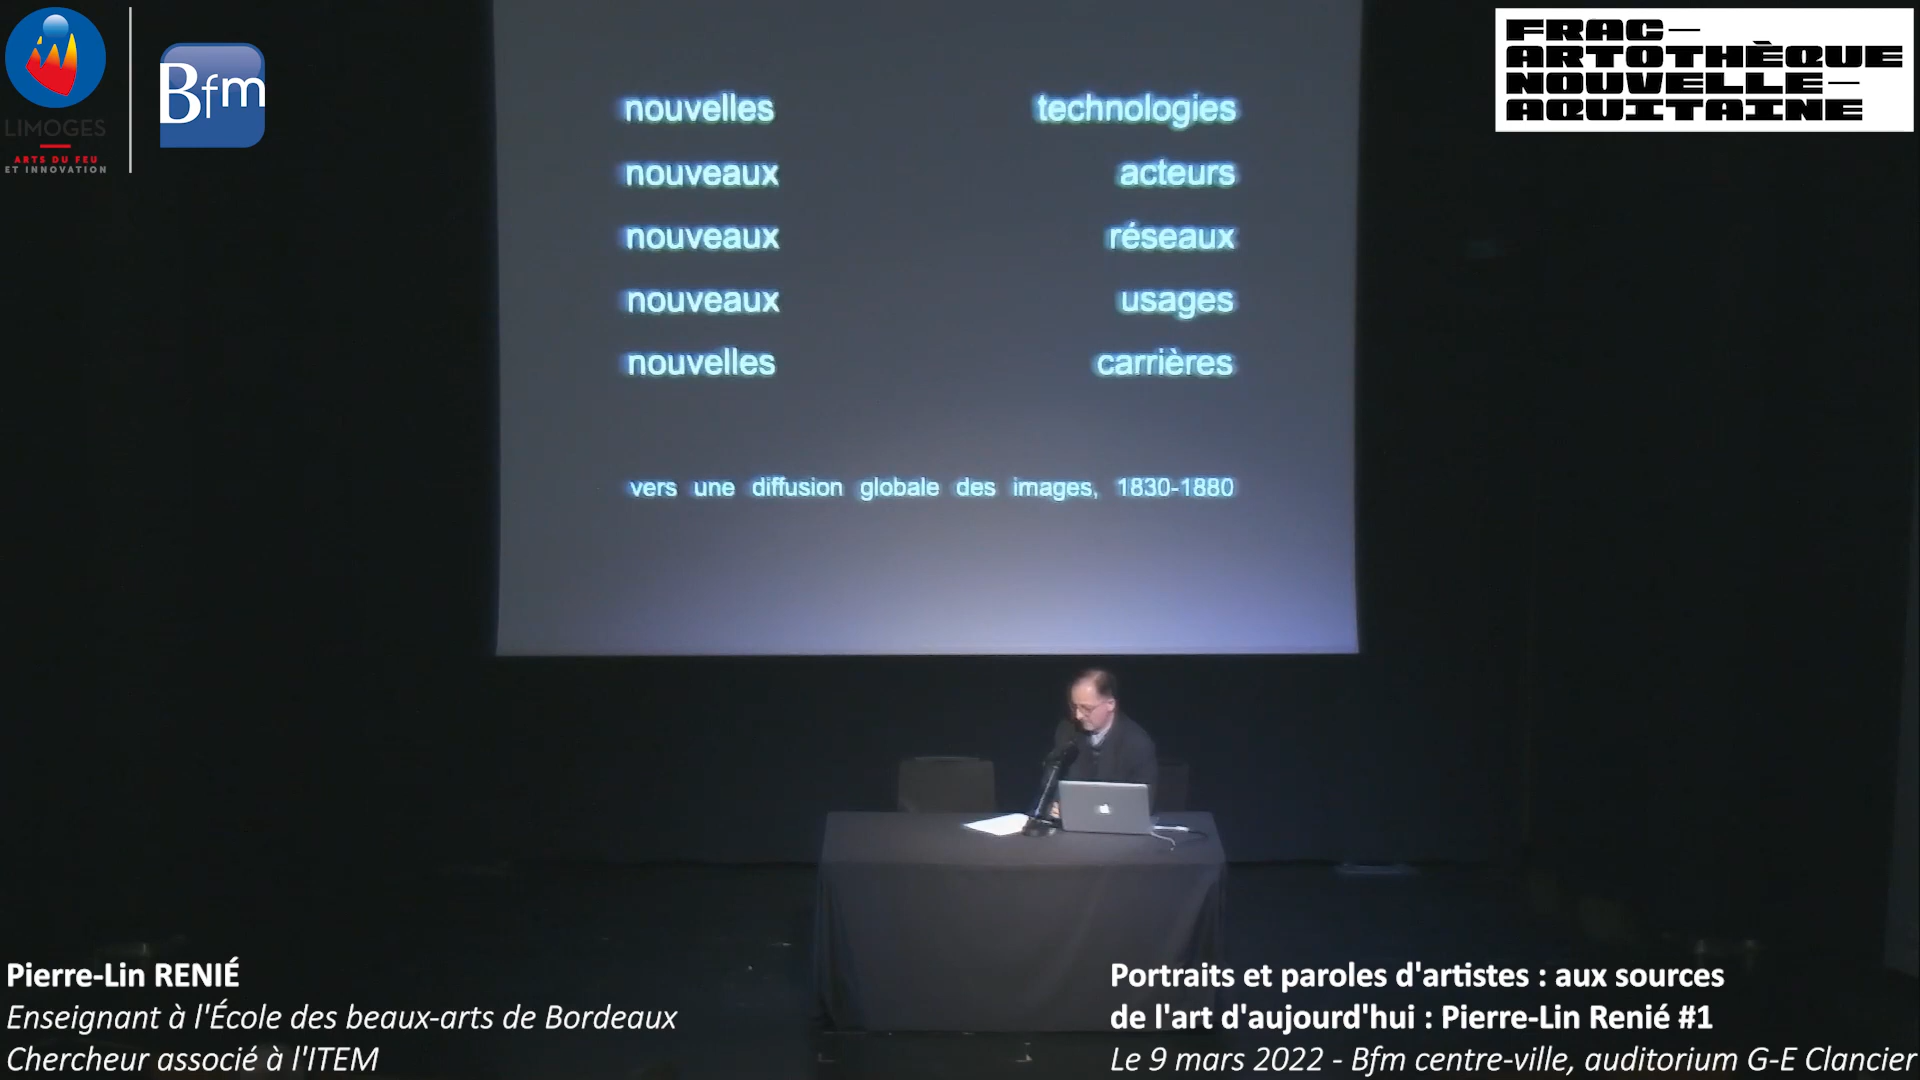 LIMOGES
ARTS DU FEU
ET INNOVATION
Bfm
FRAC-
ARTOTHÈQUE
NOUVELLE-
AQUITAINE
nouvelles technologies
nouveaux acteurs
nouveaux réseaux
nouveaux usages
nouvelles carrières
vers une diffusion globale des images, 1830-1880
Pierre-Lin RENIÉ
Enseignant à l'École des beaux-arts de Bordeaux
Chercheur associé à l'ITEM
Portraits et paroles d'artistes : aux sources
de l'art d'aujourd'hui : Pierre-Lin Renié #1
Le 9 mars 2022 - Bfm centre-ville, auditorium G-E Clancier